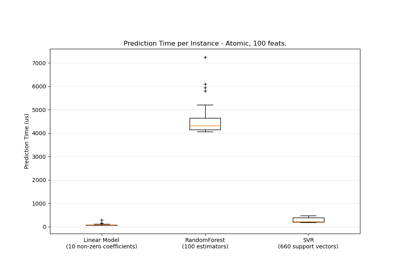 Prediction Time per Instance - Atomic, 100 feats.
Prediction Time (us)
7000
6000
5000
4000
3000
2000
1000
0
Linear Model
(10 non-zero coefficients)
RandomForest
(100 estimators)
SVR
(660 support vectors)